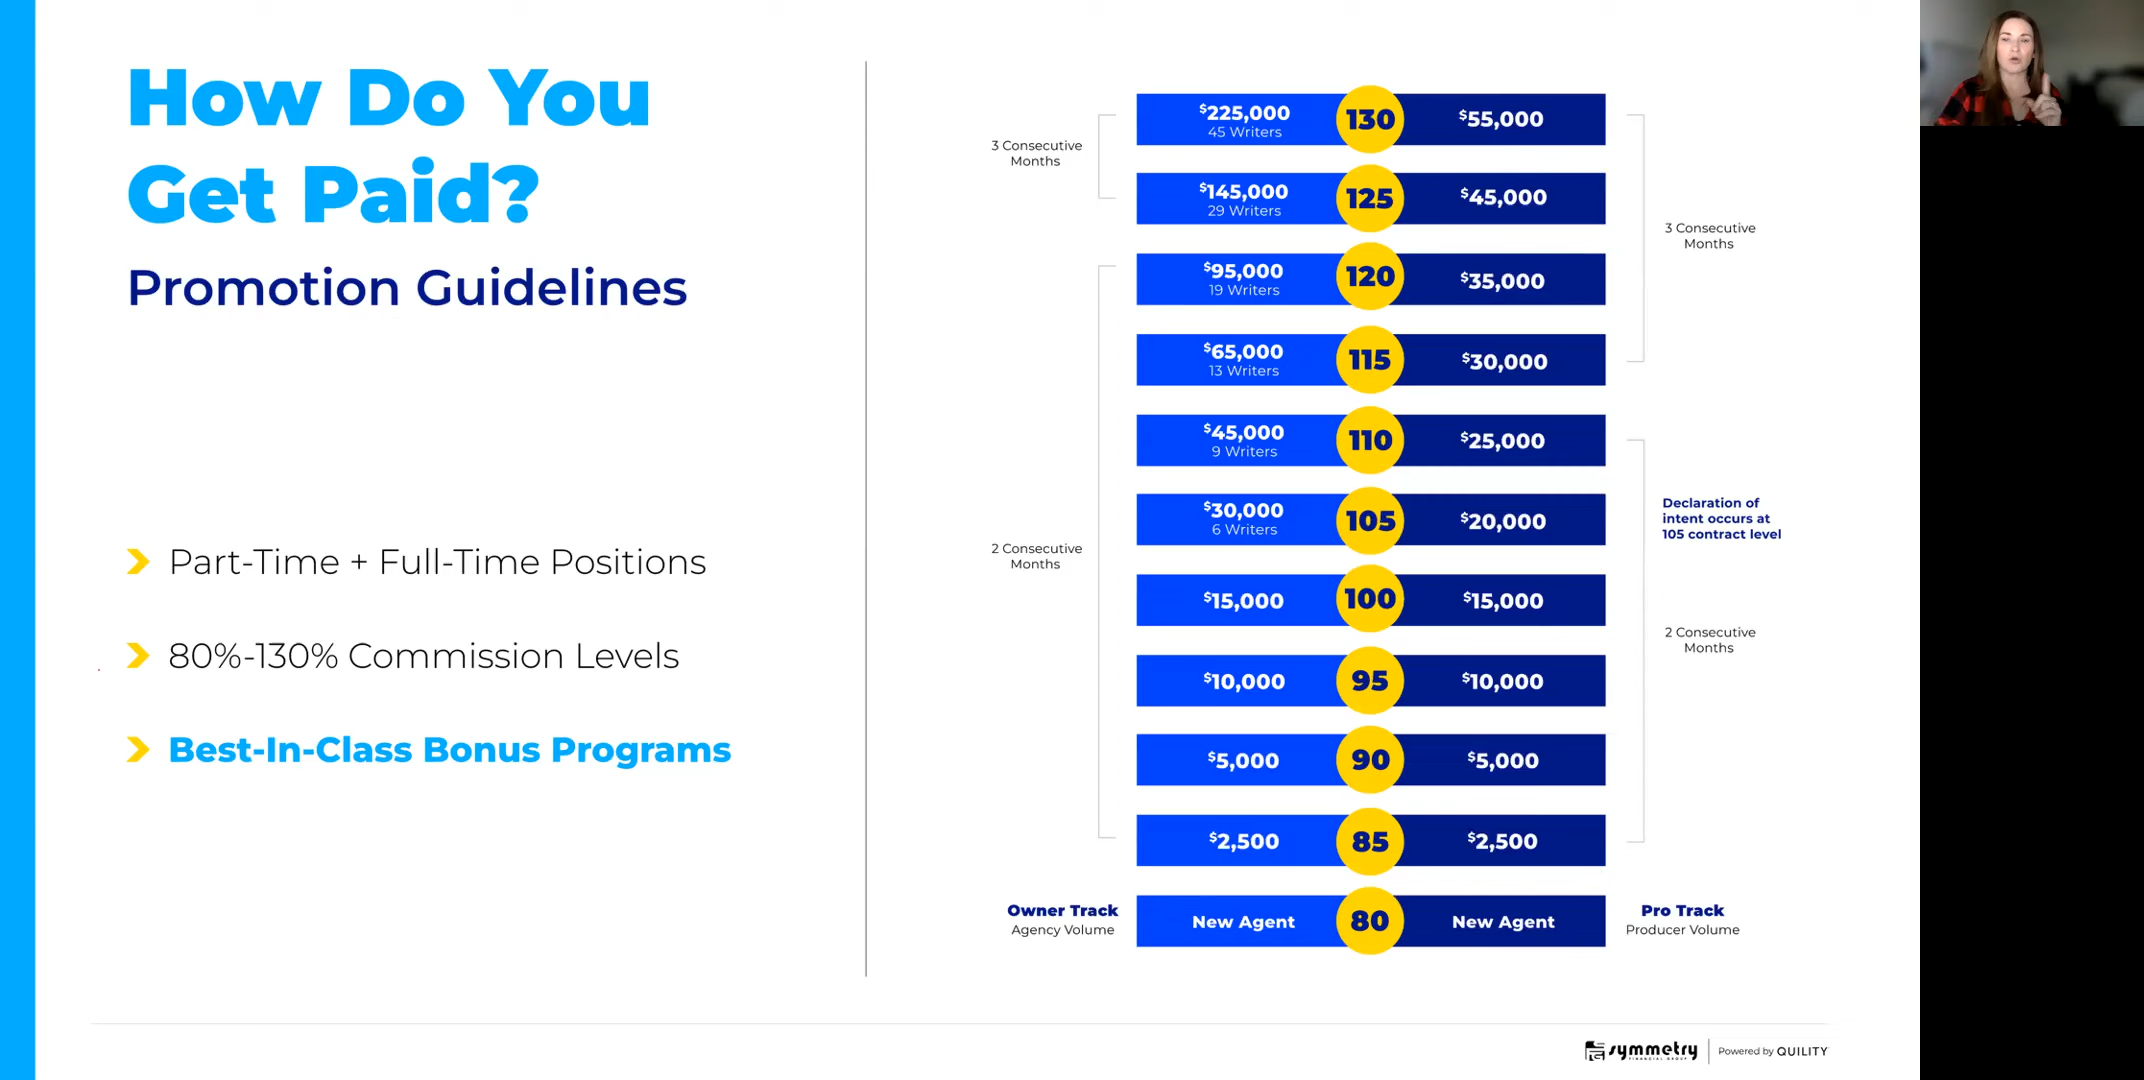 How Do You
Get Paid?
Promotion Guidelines
Part-Time + Full-Time Positions
80%-130% Commission Levels
Best-In-Class Bonus Programs
3 Consecutive
Months
2 Consecutive
Months
$225,000
45 Writers
130
$55,000
$145,000
29 Writers
125
$45,000
$95,000
19 Writers
120
$35,000
$65,000
13 Writers
115
$30,000
$45,000
9 Writers
110
$25,000
$30,000
6 Writers
105
$20,000
$15,000
100
$15,000
$10,000
95
$10,000
$5,000
90
$5,000
$2,500
85
$2,500
Owner Track
Agency Volume
New Agent
80
New Agent
Pro Track
Producer Volume
3 Consecutive
Months
Declaration of
intent occurs at
105 contract level
2 Consecutive
Months
symmetry
FINANCIAL GROUP
Powered by QUILITY